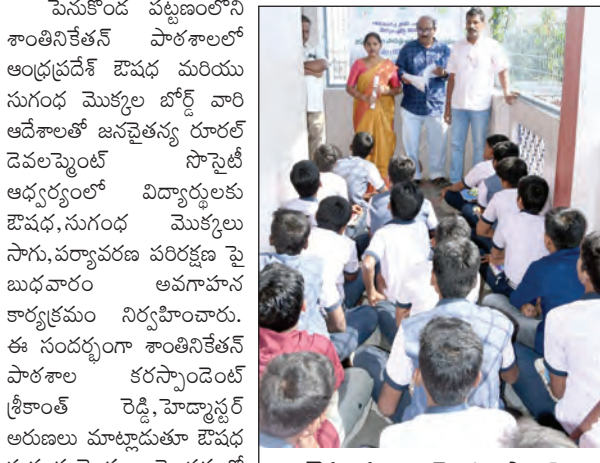 పెనుకొండ పట్టణంలోని
శాంతినికేతన్ పాఠశాలలో
ఆంధ్రప్రదేశ్ ఔషధ మరియు
సుగంధ మొక్కల బోర్డ్ వారి
ఆదేశాలతో జనచైతన్య రూరల్
డెవలప్మెంట్ సొసైటీ
ఆధ్వర్యంలో విద్యార్థులకు
ఔషధ,సుగంధ మొక్కలు
సాగు,పర్యావరణ పరిరక్షణ పై
బుధవారం అవగాహన
కార్యక్రమం నిర్వహించారు.
ఈ సందర్భంగా శాంతినికేతన్
పాఠశాల కరస్పాండెంట్
శ్రీకాంత్ రెడ్డి,హెడ్మాస్టర్
అరుణలు మాట్లాడుతూ ఔషధ